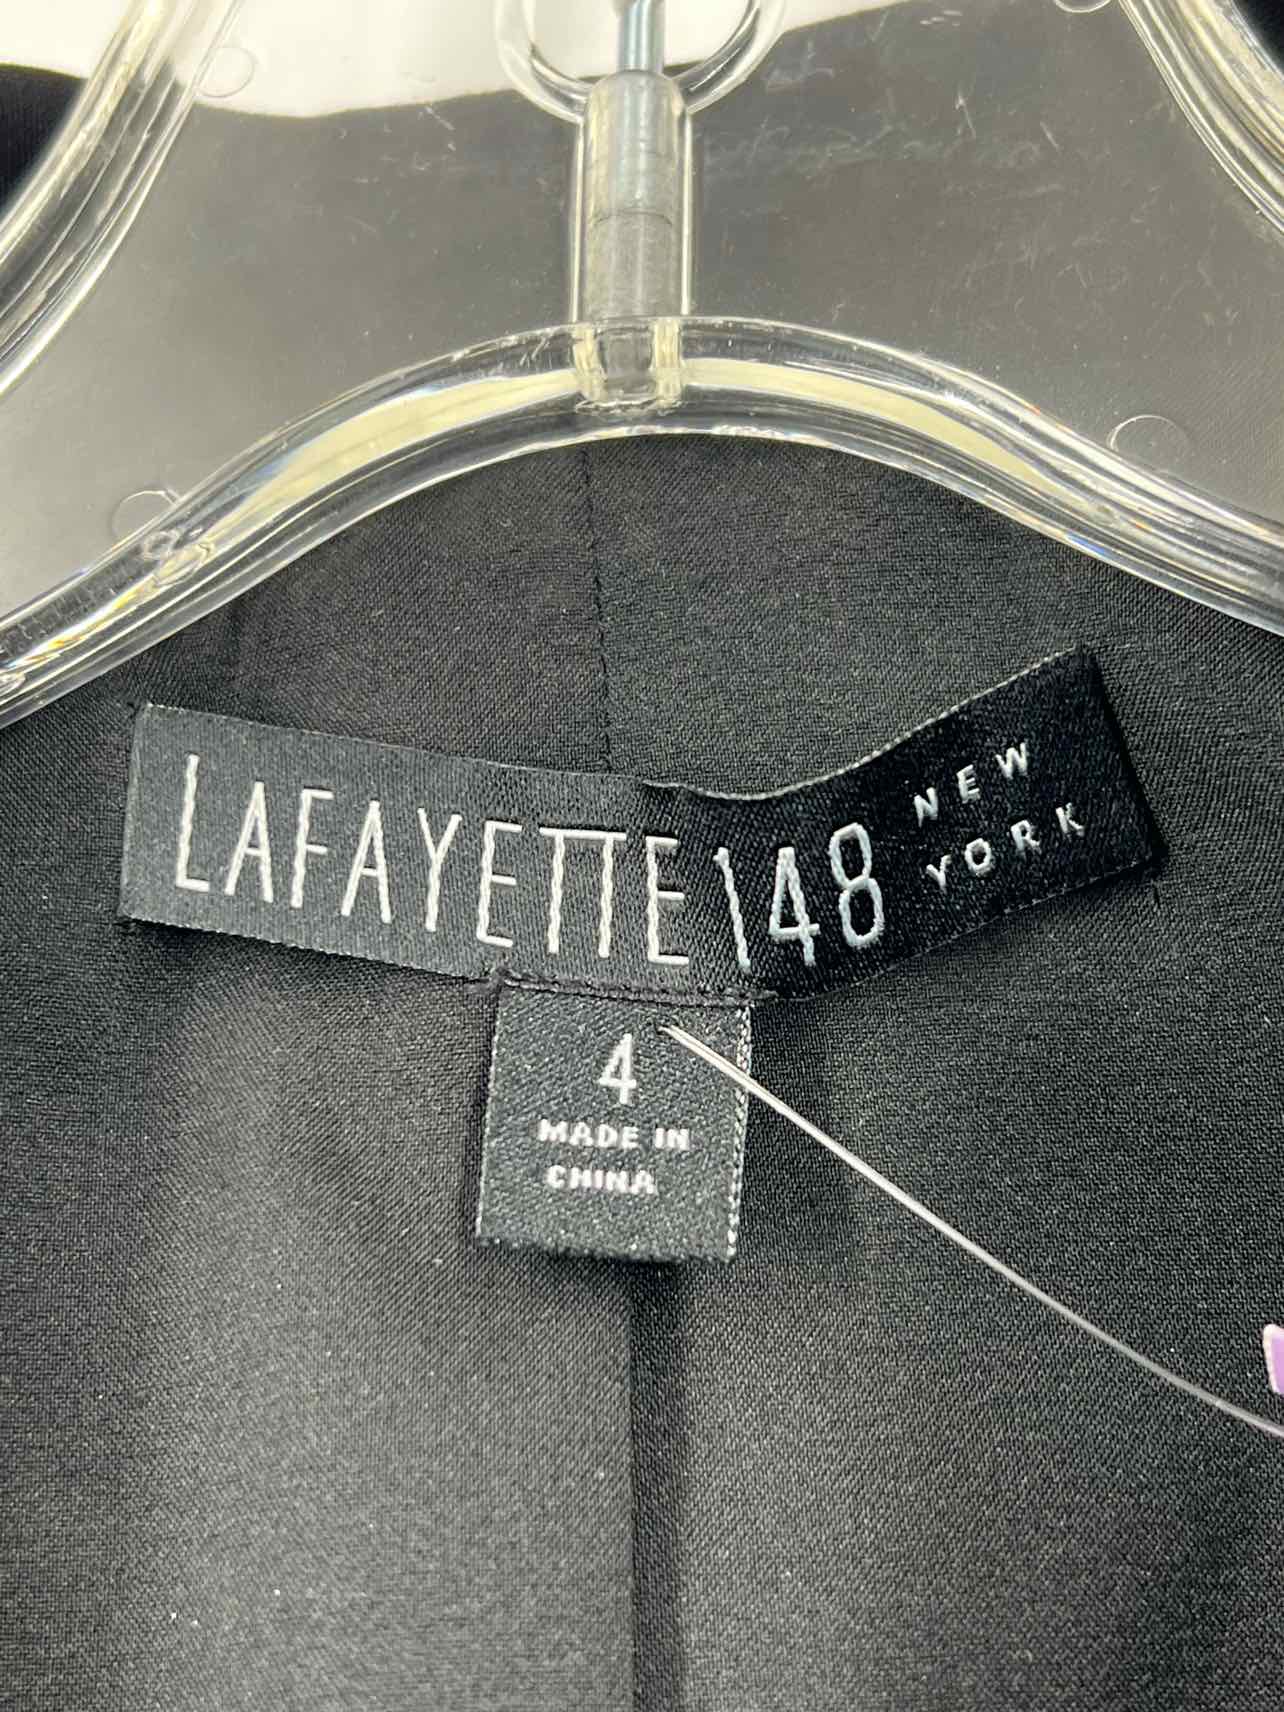 LAFAYETTE 148 NEW YORK
4
MADE IN
CHINA